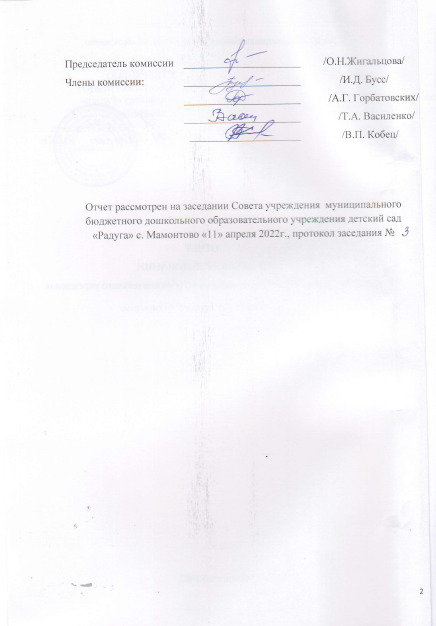 Председатель комиссии /О.Н.Жигальцова/
Члены комиссии: /И.Д. Бусс/
/А.Г. Горбатовских/
/Т.А. Василенко/
/В.П. Кобец/
Отчет рассмотрен на заседании Совета учреждения муниципального
бюджетного дошкольного образовательного учреждения детский сад
«Радуга» с. Мамонтово «11» апреля 2022г., протокол заседания № 3
2